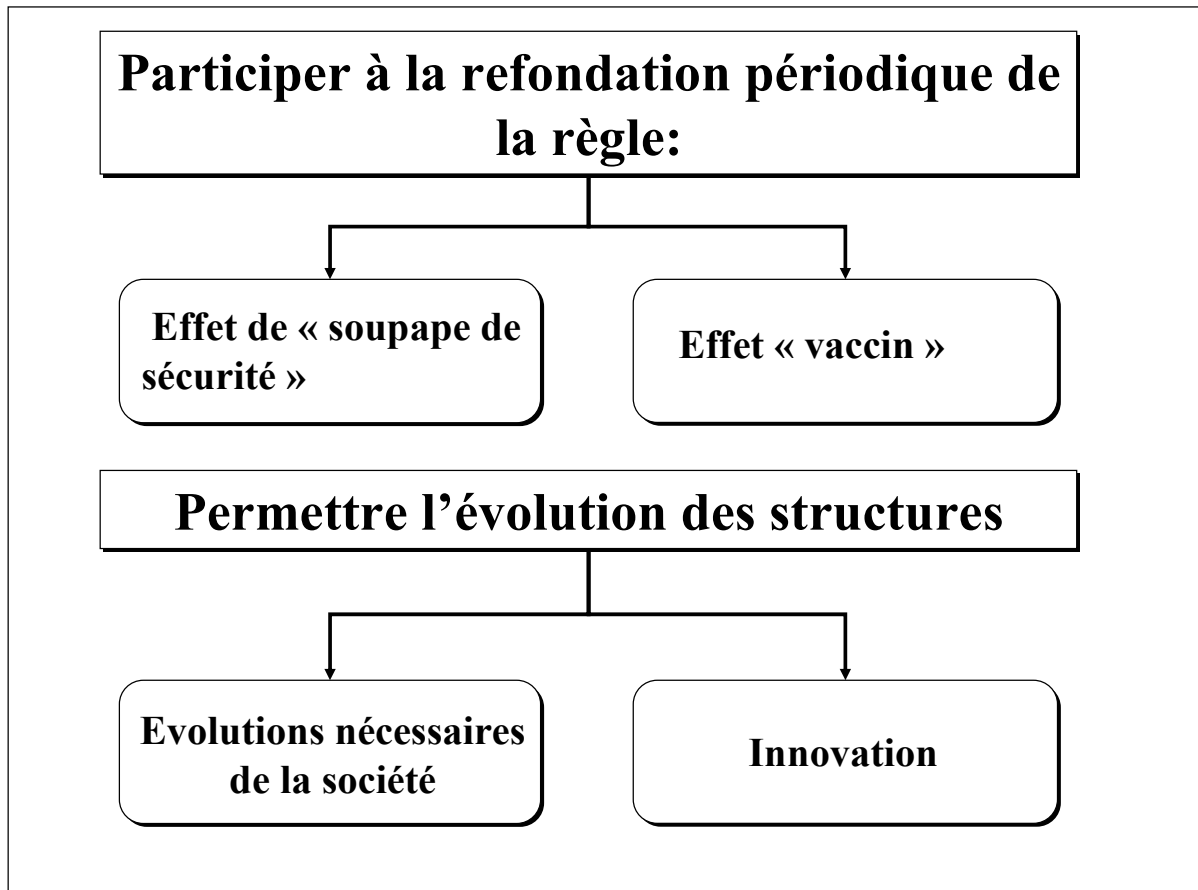 Participer à la refondation périodique de
la règle:
Effet de « soupape de
sécurité »
Effet « vaccin »
Permettre l’évolution des structures
Evolutions nécessaires
de la société
Innovation